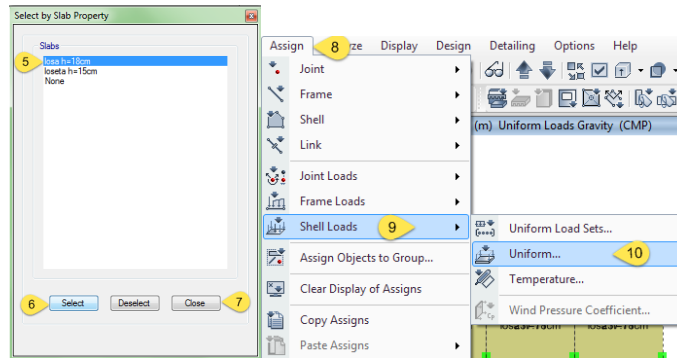 Select by Slab Property
Slabs
5
losa h=18cm
loseta h=15cm
None
6
Select
Deselect
Close
7
Assign
8
ze
Display
Design
Detailing
Options
Help
Joint
Frame
Shell
Link
Joint Loads
Frame Loads
Shell Loads
9
Assign Objects to Group...
Clear Display of Assigns
Copy Assigns
Paste Assigns
(m) Uniform Loads Gravity (CMP)
Uniform Load Sets...
Uniform...
10
Temperature...
Wind Pressure Coefficient...